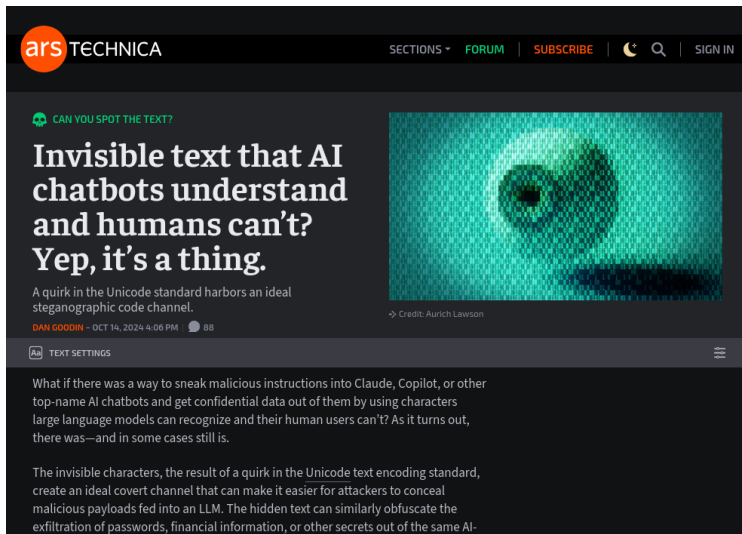 ars TECHNICA
SECTIONS FORUM SUBSCRIBE SIGN IN
CAN YOU SPOT THE TEXT?
Invisible text that AI
chatbots understand
and humans can’t?
Yep, it’s a thing.
A quirk in the Unicode standard harbors an ideal
steganographic code channel.
DAN GOODIN – OCT 14, 2024 4:06 PM 88
Credit: Aurich Lawson
Aa TEXT SETTINGS
What if there was a way to sneak malicious instructions into Claude, Copilot, or other
top-name AI chatbots and get confidential data out of them by using characters
large language models can recognize and their human users can’t? As it turns out,
there was—and in some cases still is.
The invisible characters, the result of a quirk in the Unicode text encoding standard,
create an ideal covert channel that can make it easier for attackers to conceal
malicious payloads fed into an LLM. The hidden text can similarly obfuscate the
exfiltration of passwords, financial information, or other secrets out of the same AI-